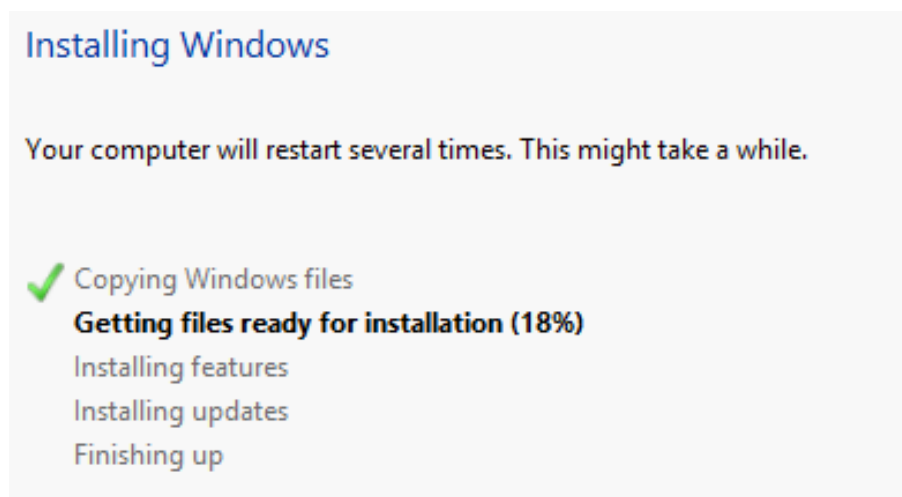 Installing Windows
Your computer will restart several times. This might take a while.
Copying Windows files
Getting files ready for installation (18%)
Installing features
Installing updates
Finishing up